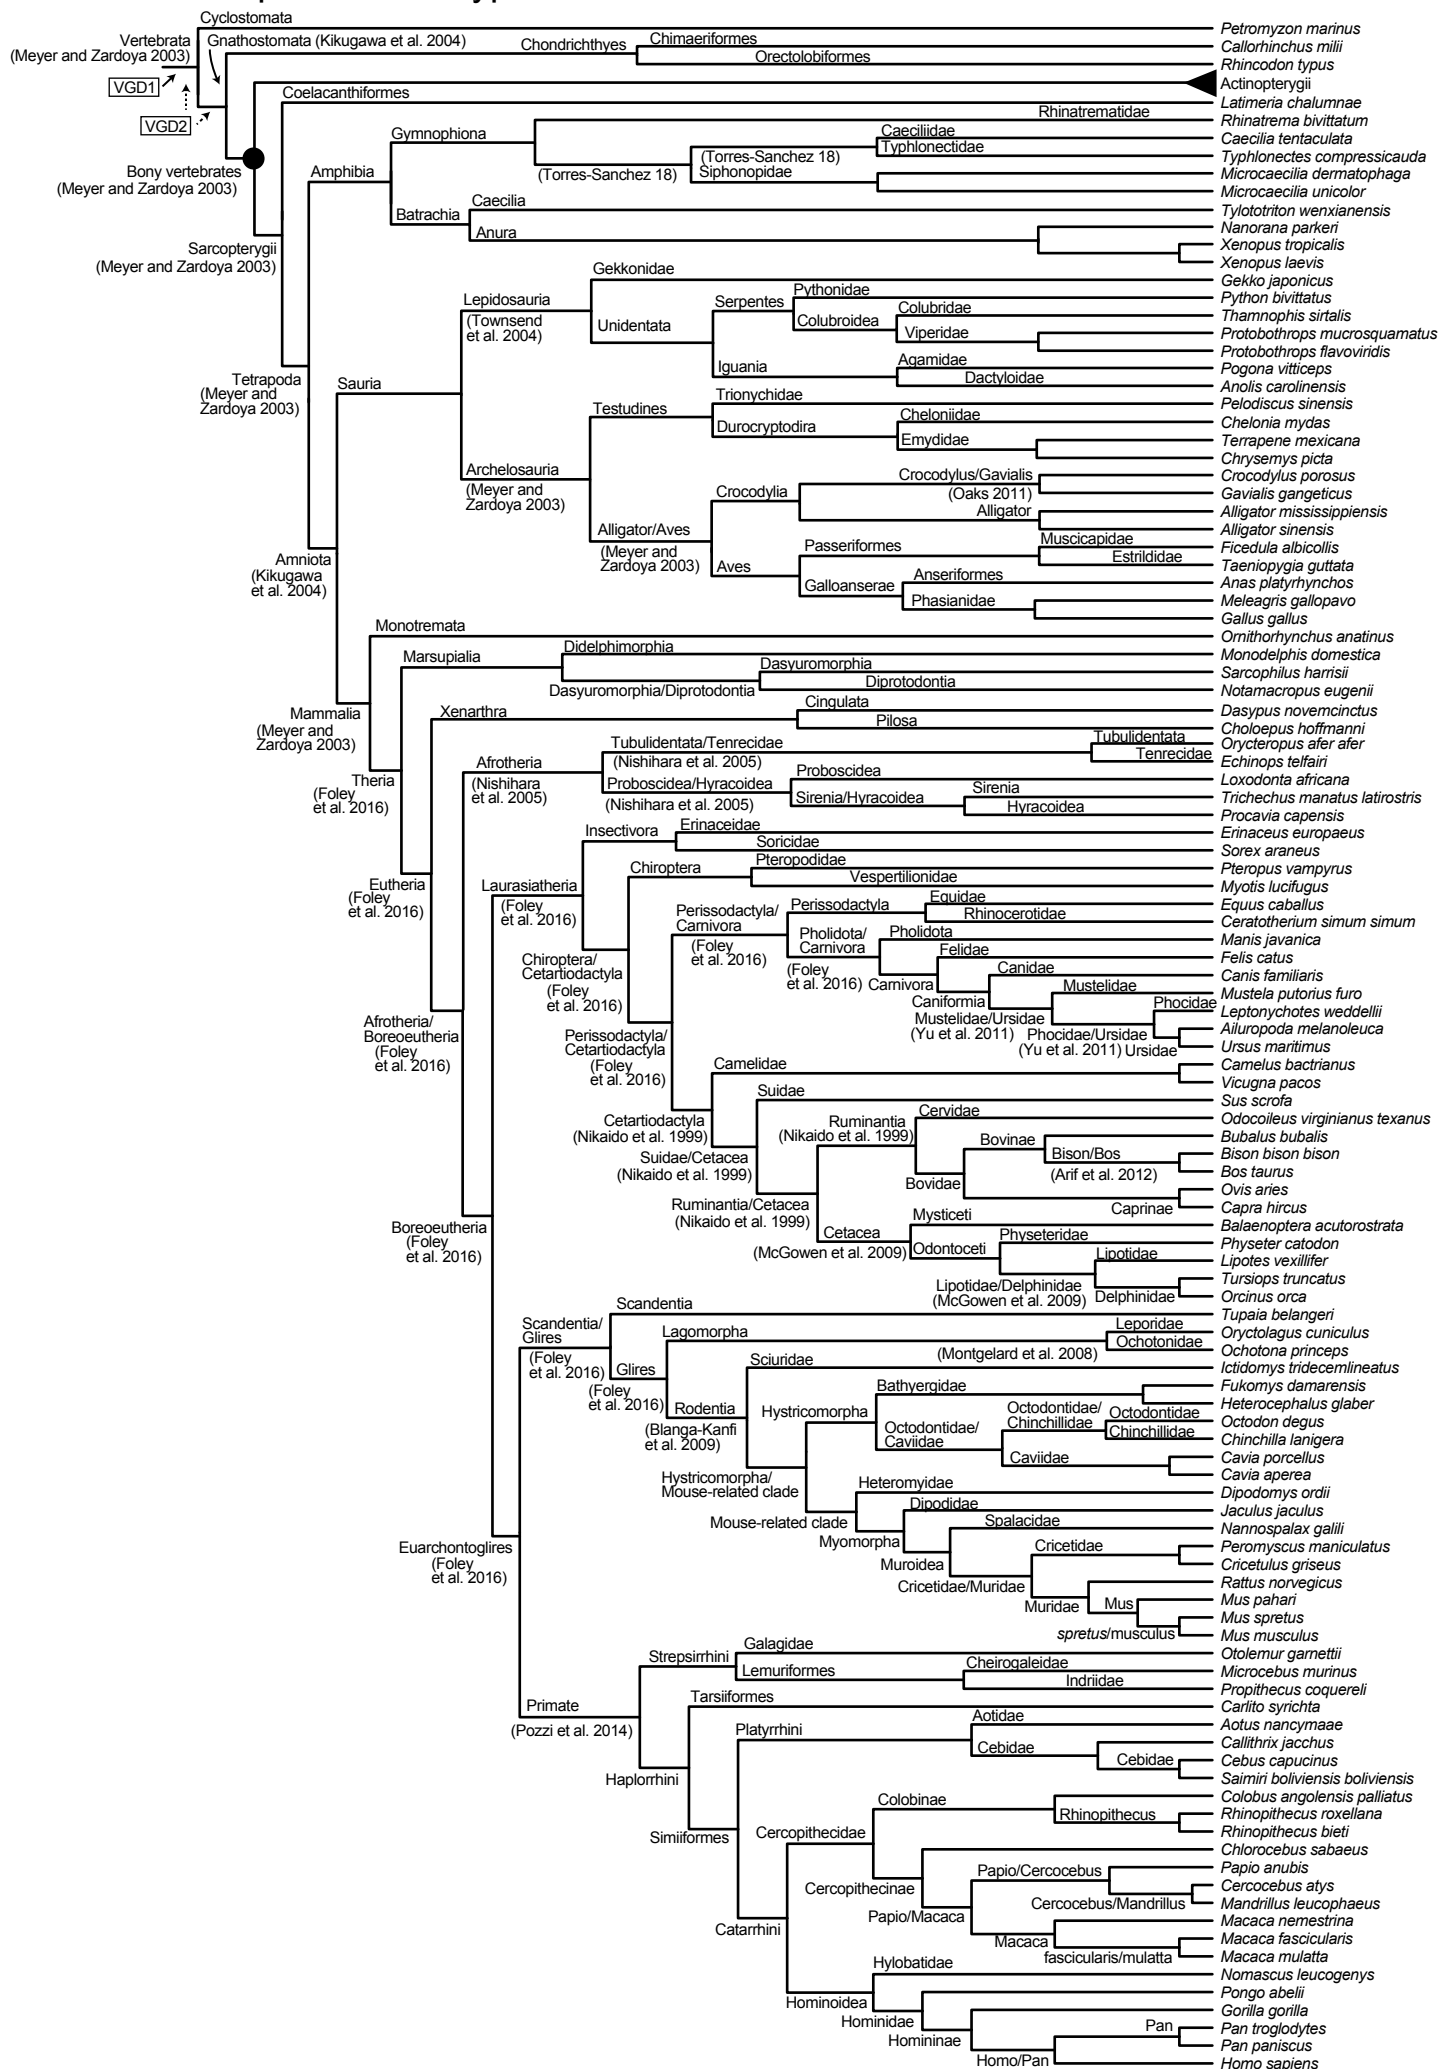 Cyclostomata
Petromyzon marinus
Vertebrata
(Meyer and Zardoya 2003)
Gnathostomata (Kikugawa et al. 2004)
Chondrichthyes
Chimaeriformes
Callorhinchus milii
Orectolobiformes
Rhincodon typus
VGD1
VGD2
Actinopterygii
Coelacanthiformes
Latimeria chalumnae
Bony vertebrates
(Meyer and Zardoya 2003)
Rhinatrematidae
Rhinatrema bivittatum
Gymnophiona
Caeciliidae
Caecilia tentaculata
Typhlonectidae
Typhlonectes compressicauda
(Torres-Sanchez 18)
(Torres-Sanchez 18)
Siphonopidae
Microcaecilia dermatophaga
Microcaecilia unicolor
Amphibia
Batrachia
Caecilia
Tylototriton wenxianensis
Anura
Nanorana parkeri
Xenopus tropicalis
Xenopus laevis
Sarcopterygii
(Meyer and Zardoya 2003)
Gekkonidae
Gekko japonicus
Lepidosauria
(Townsend
et al. 2004)
Unidentata
Serpentes
Pythonidae
Python bivittatus
Colubroidea
Colubridae
Thamnophis sirtalis
Viperidae
Protobothrops mucrosquamatus
Protobothrops flavoviridis
Iguania
Agamidae
Pogona vitticeps
Dactyloidae
Anolis carolinensis
Tetrapoda
(Meyer and
Zardoya 2003)
Sauria
Testudines
Trionychidae
Pelodiscus sinensis
Durocryptodira
Cheloniidae
Chelonia mydas
Emydidae
Terrapene mexicana
Chrysemys picta
Archelosauria
(Meyer and
Zardoya 2003)
Crocodylia
Crocodylus/Gavialis
(Oaks 2011)
Crocodylus porosus
Gavialis gangeticus
Alligator
Alligator mississippiensis
Alligator sinensis
Alligator/Aves
(Meyer and
Zardoya 2003)
Aves
Passeriformes
Muscicapidae
Ficedula albicollis
Estrildidae
Taeniopygia guttata
Galloanserae
Anseriformes
Anas platyrhynchos
Phasianidae
Meleagris gallopavo
Gallus gallus
Amniota
(Kikugawa
et al. 2004)
Monotremata
Ornithorhynchus anatinus
Marsupialia
Didelphimorphia
Monodelphis domestica
Dasyuromorphia/Diprotodontia
Dasyuromorphia
Sarcophilus harrisii
Diprotodontia
Notamacropus eugenii
Mammalia
(Meyer and
Zardoya 2003)
Xenarthra
Cingulata
Dasypus novemcinctus
Pilosa
Choloepus hoffmanni
Theria
(Foley
et al. 2016)
Afrotheria
(Nishihara
et al. 2005)
Tubulidentata/Tenrecidae
(Nishihara et al. 2005)
Tubulidentata
Orycteropus afer afer
Tenrecidae
Echinops telfairi
Proboscidea/Hyracoidea
(Nishihara et al. 2005)
Proboscidea
Loxodonta africana
Sirenia/Hyracoidea
Sirenia
Trichechus manatus latirostris
Hyracoidea
Procavia capensis
Eutheria
(Foley
et al. 2016)
Laurasiatheria
(Foley
et al. 2016)
Insectivora
Erinaceidae
Erinaceus europaeus
Soricidae
Sorex araneus
Chiroptera
Pteropodidae
Pteropus vampyrus
Vespertilionidae
Myotis lucifugus
Chiroptera/
Cetartiodactyla
(Foley
et al. 2016)
Perissodactyla/
Carnivora
(Foley
et al. 2016)
Perissodactyla
Equidae
Equus caballus
Rhinocerotidae
Ceratotherium simum simum
Pholidota/
Carnivora
(Foley
et al. 2016)
Pholidota
Manis javanica
Carnivora
Felidae
Felis catus
Caniformia
Canidae
Canis familiaris
Mustelidae/Ursidae
(Yu et al. 2011)
Mustelidae
Mustela putorius furo
Phocidae/Ursidae
(Yu et al. 2011)
Phocidae
Leptonychotes weddellii
Ursidae
Ailuropoda melanoleuca
Ursus maritimus
Afrotheria/
Boreoeutheria
(Foley
et al. 2016)
Perissodactyla/
Cetartiodactyla
(Foley
et al. 2016)
Camelidae
Camelus bactrianus
Vicugna pacos
Cetartiodactyla
(Nikaido et al. 1999)
Suidae
Sus scrofa
Suidae/Cetacea
(Nikaido et al. 1999)
Ruminantia
(Nikaido et al. 1999)
Cervidae
Odocoileus virginianus texanus
Bovidae
Bovinae
Bubalus bubalis
Bison/Bos
(Arif et al. 2012)
Bison bison bison
Bos taurus
Caprinae
Ovis aries
Capra hircus
Ruminantia/Cetacea
(Nikaido et al. 1999)
Cetacea
(McGowen et al. 2009)
Mysticeti
Balaenoptera acutorostrata
Odontoceti
Physeteridae
Physeter catodon
Lipotidae/Delphinidae
(McGowen et al. 2009)
Lipotidae
Lipotes vexillifer
Delphinidae
Tursiops truncatus
Orcinus orca
Boreoeutheria
(Foley
et al. 2016)
Scandentia/
Glires
(Foley
et al. 2016)
Scandentia
Tupaia belangeri
Glires
(Foley
et al. 2016)
Lagomorpha
(Montgelard et al. 2008)
Leporidae
Oryctolagus cuniculus
Ochotonidae
Ochotona princeps
Rodentia
(Blanga-Kanfi
et al. 2009)
Sciuridae
Ictidomys tridecemlineatus
Hystricomorpha
Bathyergidae
Fukomys damarensis
Heterocephalus glaber
Octodontidae/
Caviidae
Octodontidae/
Chinchillidae
Octodontidae
Octodon degus
Chinchillidae
Chinchilla lanigera
Caviidae
Cavia porcellus
Cavia aperea
Hystricomorpha/
Mouse-related clade
Mouse-related clade
Heteromyidae
Dipodomys ordii
Myomorpha
Dipodidae
Jaculus jaculus
Muroidea
Spalacidae
Nannospalax galili
Cricetidae/Muridae
Cricetidae
Peromyscus maniculatus
Cricetulus griseus
Muridae
Rattus norvegicus
Mus
Mus pahari
spretus/musculus
Mus spretus
Mus musculus
Euarchontoglires
(Foley
et al. 2016)
Strepsirrhini
Galagidae
Otolemur garnettii
Lemuriformes
Cheirogaleidae
Microcebus murinus
Indriidae
Propithecus coquereli
Primate
(Pozzi et al. 2014)
Tarsiiformes
Carlito syrichta
Haplorrhini
Platyrrhini
Aotidae
Aotus nancymaae
Cebidae
Callithrix jacchus
Cebidae
Cebus capucinus
Saimiri boliviensis boliviensis
Simiiformes
Cercopithecidae
Colobinae
Colobus angolensis palliatus
Rhinopithecus
Rhinopithecus roxellana
Rhinopithecus bieti
Cercopithecinae
Chlorocebus sabaeus
Papio/Macaca
Papio/Cercocebus
Papio anubis
Cercocebus/Mandrillus
Cercocebus atys
Mandrillus leucophaeus
Macaca
Macaca nemestrina
fascicularis/mulatta
Macaca fascicularis
Macaca mulatta
Catarrhini
Hominoidea
Hylobatidae
Nomascus leucogenys
Hominidae
Pongo abelii
Homininae
Gorilla gorilla
Homo/Pan
Pan
Pan troglodytes
Pan paniscus
Homo sapiens